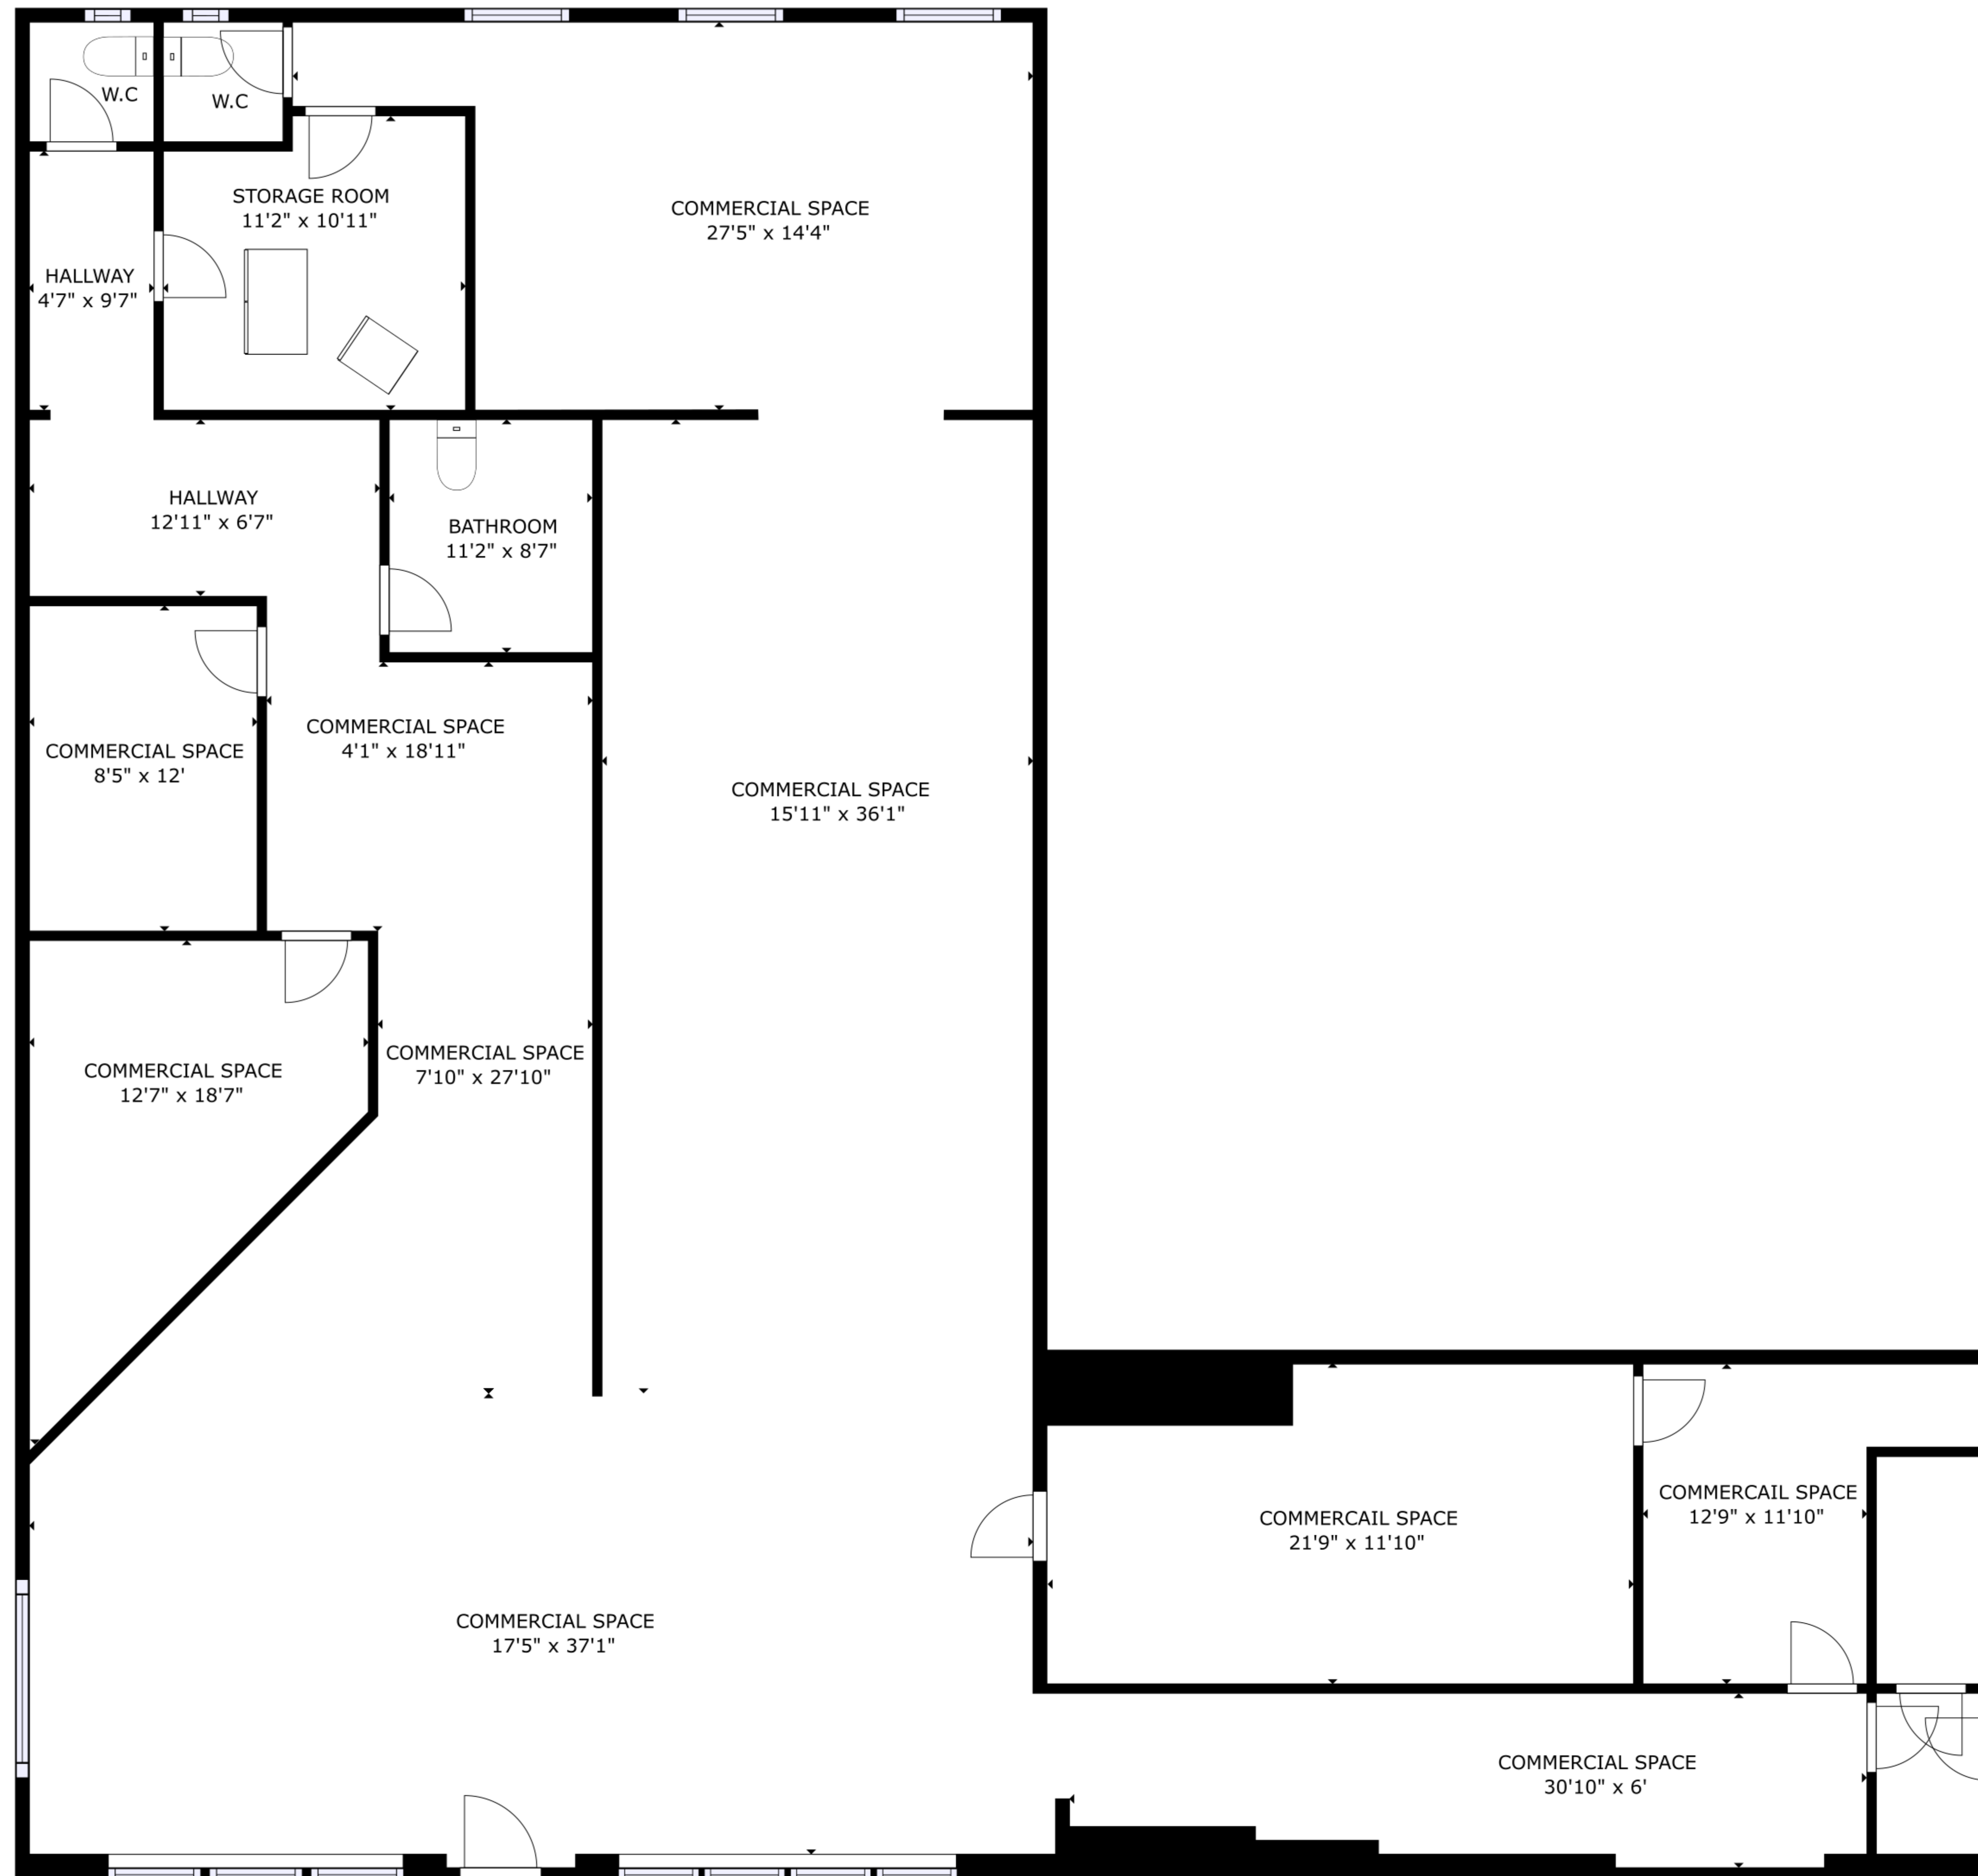 W.C
W.C
STORAGE ROOM
11'2" x 10'11"
COMMERCIAL SPACE
27'5" x 14'4"
HALLWAY
4'7" x 9'7"
HALLWAY
12'11" x 6'7"
BATHROOM
11'2" x 8'7"
COMMERCIAL SPACE
4'1" x 18'11"
COMMERCIAL SPACE
8'5" x 12'
COMMERCIAL SPACE
15'11" x 36'1"
COMMERCIAL SPACE
7'10" x 27'10"
COMMERCIAL SPACE
12'7" x 18'7"
COMMERCAIL SPACE
12'9" x 11'10"
COMMERCAIL SPACE
21'9" x 11'10"
COMMERCIAL SPACE
17'5" x 37'1"
COMMERCIAL SPACE
30'10" x 6'